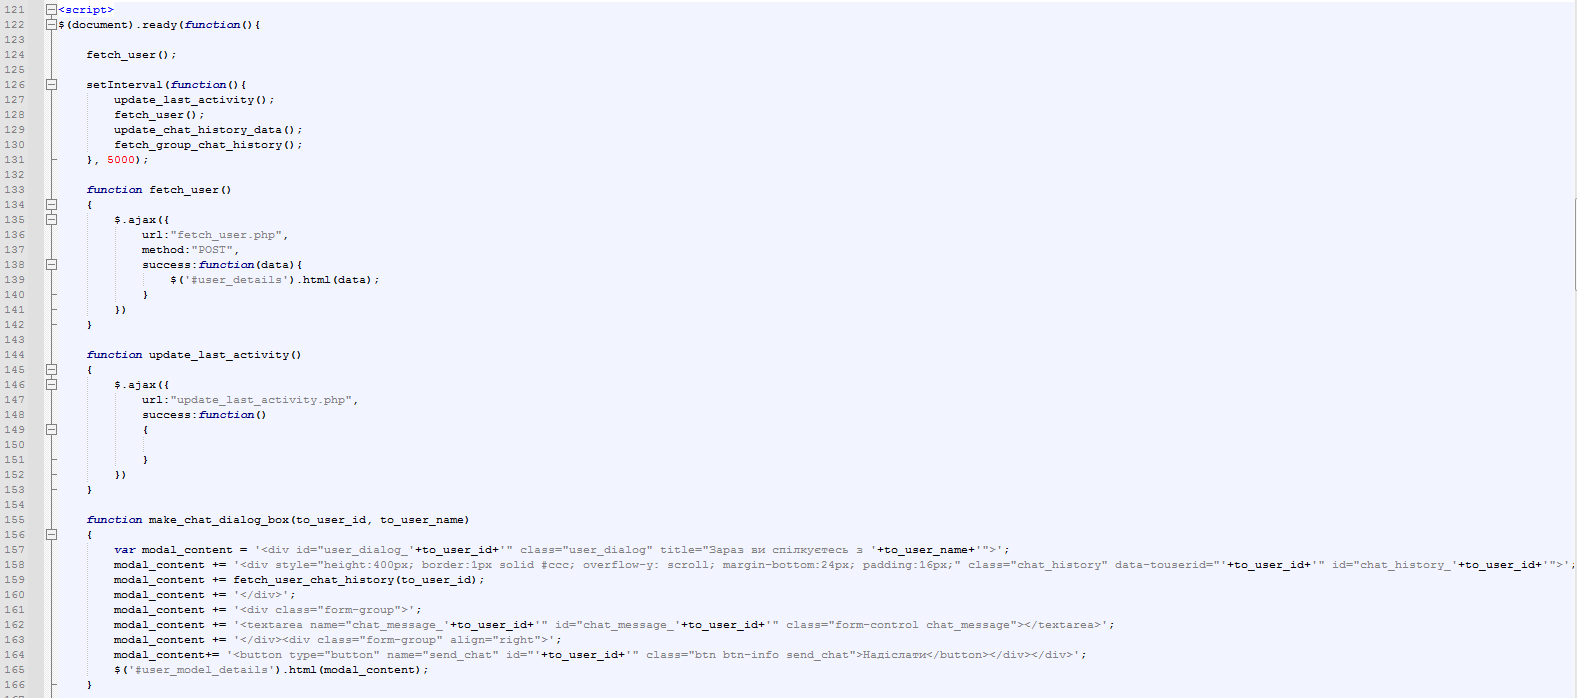 121 <script>
122 $(document).ready(function(){
123
124 fetch_user();
125
126 setInterval(function(){
127 update_last_activity();
128 fetch_user();
129 update_chat_history_data();
130 fetch_group_chat_history();
131 }, 5000);
132
133 function fetch_user()
134 {
135 $.ajax({
136 url:"fetch_user.php",
137 method:"POST",
138 success:function(data){
139 $('#user_details').html(data);
140 }
141 })
142 }
143
144 function update_last_activity()
145 {
146 $.ajax({
147 url:"update_last_activity.php",
148 success:function()
149 {
150
151 }
152 })
153 }
154
155 function make_chat_dialog_box(to_user_id, to_user_name)
156 {
157 var modal_content = '<div id="user_dialog_'+to_user_id+'" class="user_dialog" title="Зараз ви спілкуєтесь з '+to_user_name+'">';
158 modal_content += '<div style="height:400px; border:1px solid #ccc; overflow-y: scroll; margin-bottom:24px; padding:16px;" class="chat_history" data-touserid="'+to_user_id+'" id="chat_history_'+to_user_id+'">';
159 modal_content += fetch_user_chat_history(to_user_id);
160 modal_content += '</div>';
161 modal_content += '<div class="form-group">';
162 modal_content += '<textarea name="chat_message_'+to_user_id+'" id="chat_message_'+to_user_id+'" class="form-control chat_message"></textarea>';
163 modal_content += '</div><div class="form-group" align="right">';
164 modal_content+= '<button type="button" name="send_chat" id="'+to_user_id+'" class="btn btn-info send_chat">Надіслати</button></div></div>';
165 $('#user_model_details').html(modal_content);
166 }